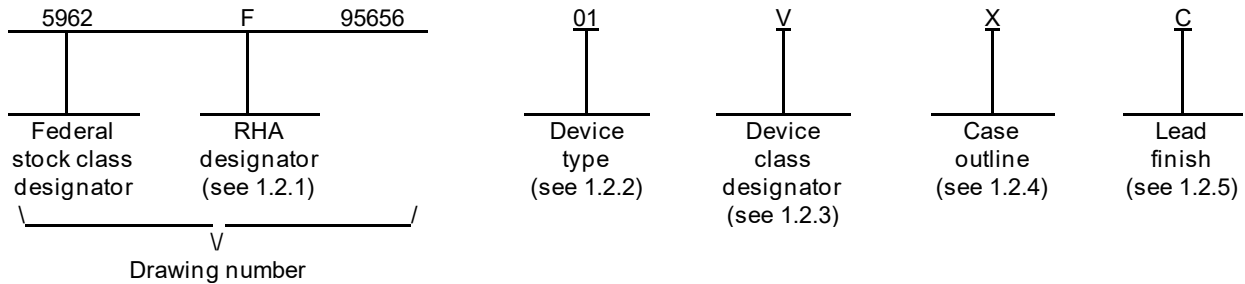 5962 F 95656 01 V X C
Federal stock class designator
RHA designator (see 1.2.1)
Device type (see 1.2.2)
Device class designator (see 1.2.3)
Case outline (see 1.2.4)
Lead finish (see 1.2.5)
\ /
\/
Drawing number